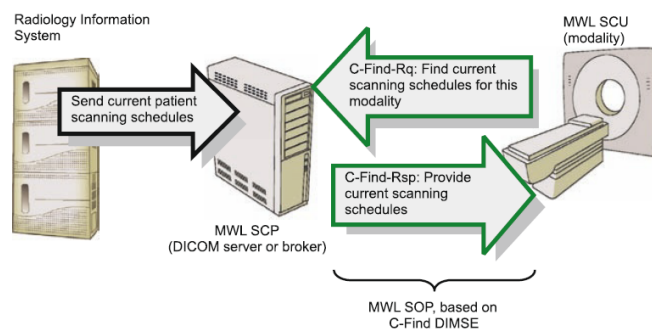 Radiology Information
System
MWL SCU
(modality)
C-Find-Rq: Find current
scanning schedules for this
modality
Send current patient
scanning schedules
C-Find-Rsp: Provide
current scanning
schedules
MWL SCP
(DICOM server or broker)
MWL SOP, based on
C-Find DIMSE